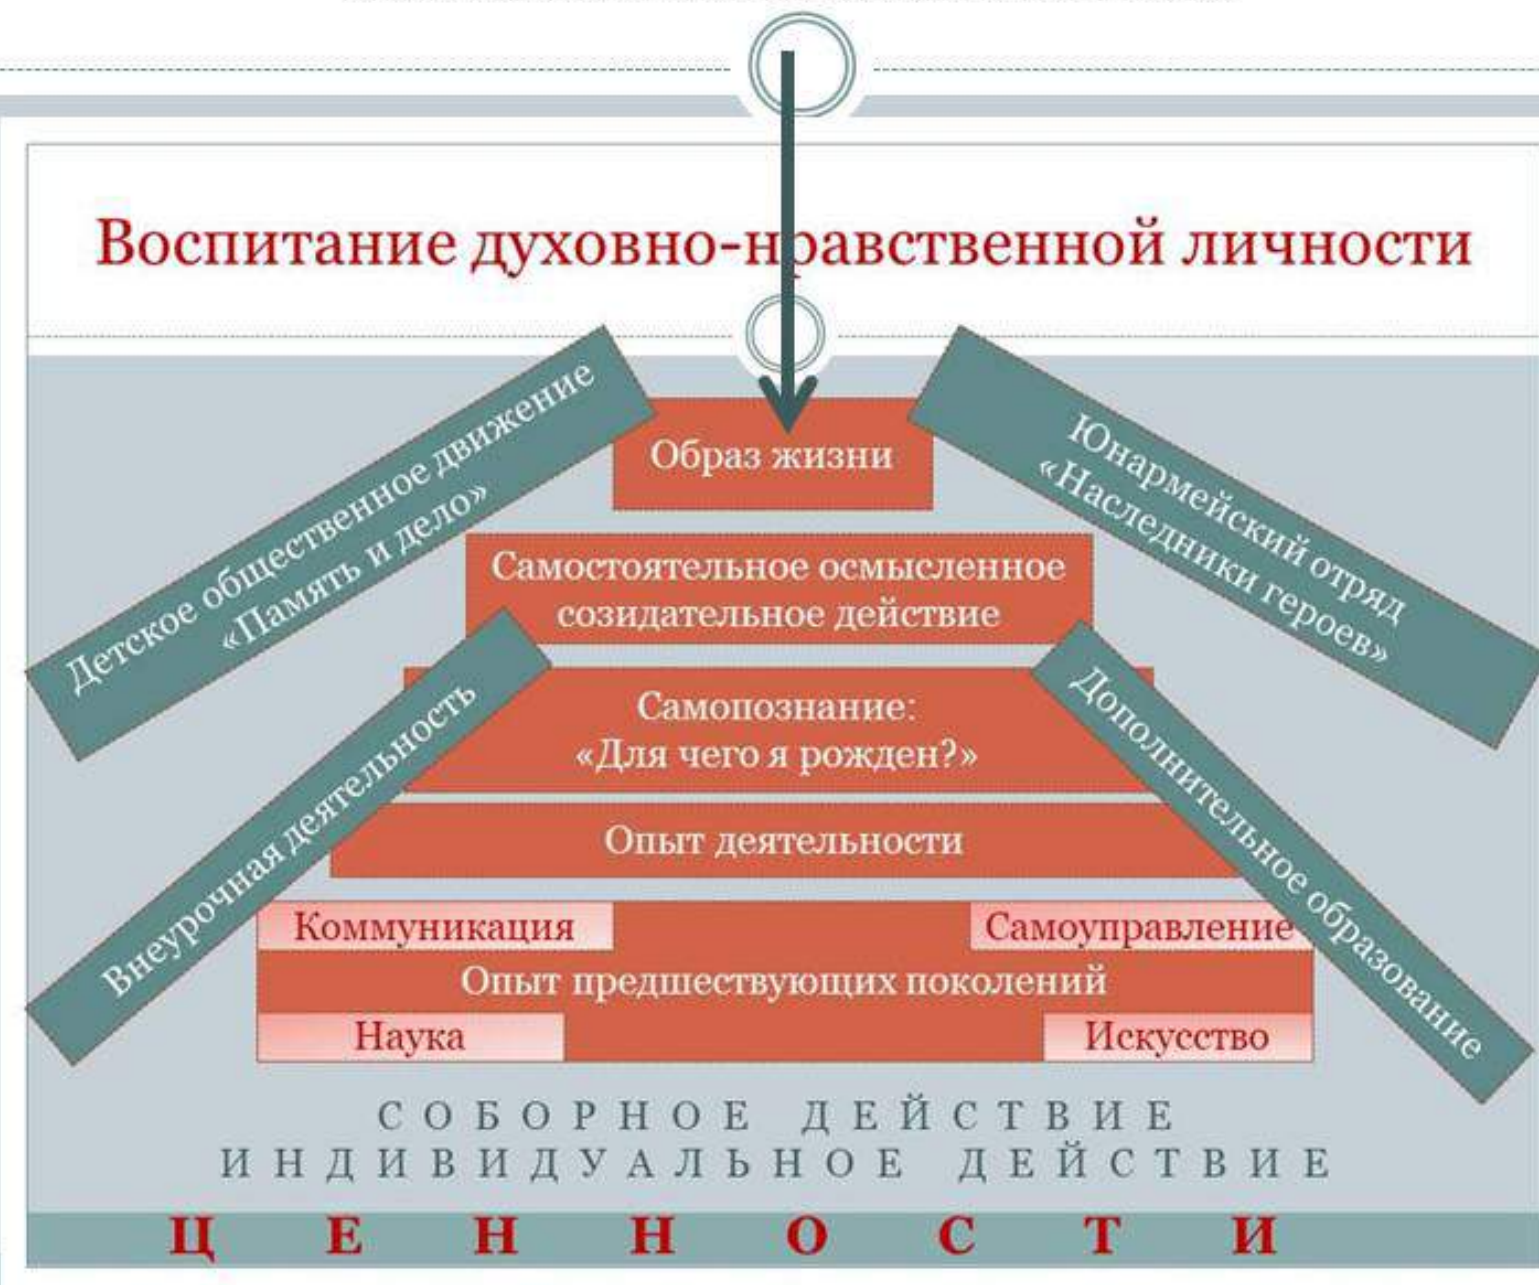 Воспитание духовно-нравственной личности
Детское общественное движение
«Память и дело»
Юнармейский отряд
«Наследники героев»
Образ жизни
Самостоятельное осмысленное
созидательное действие
Внеурочная деятельность
Дополнительное образование
Самопознание:
«Для чего я рожден?»
Опыт деятельности
Коммуникация
Самоуправление
Опыт предшествующих поколений
Наука
Искусство
СОБОРНОЕ ДЕЙСТВИЕ
ИНДИВИДУАЛЬНОЕ ДЕЙСТВИЕ
ЦЕННОСТИ